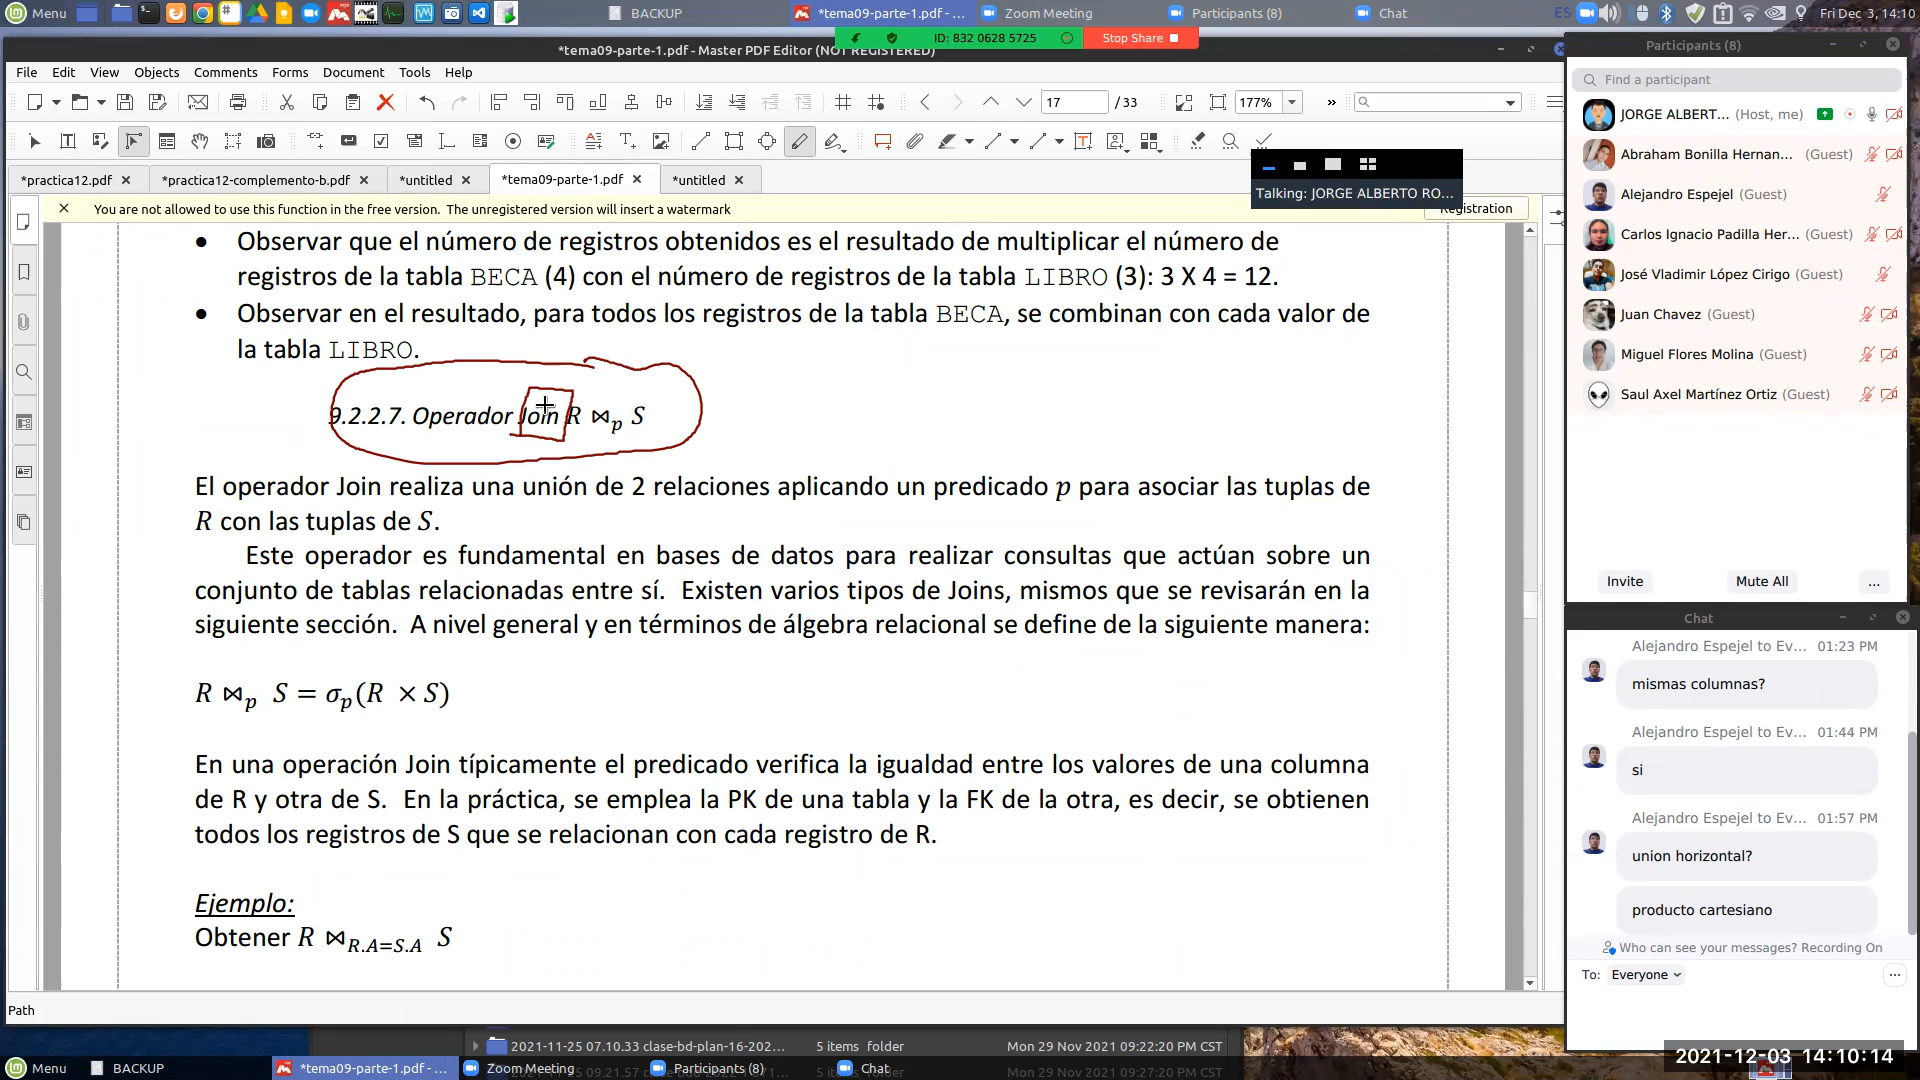 Menu
BACKUP
*tema09-parte-1.pdf - ...
Zoom Meeting
Participants (8)
Chat
ES
Fri Dec 3, 14:10
ID: 832 0628 5725
Stop Share
*tema09-parte-1.pdf - Master PDF Editor (NOT REGISTERED)
File Edit View Objects Comments Forms Document Tools Help
17 / 33
177%
*practica12.pdf
*practica12-complemento-b.pdf
*untitled
*tema09-parte-1.pdf
*untitled
Talking: JORGE ALBERTO RO...
You are not allowed to use this function in the free version. The unregistered version will insert a watermark
Registration
• Observar que el número de registros obtenidos es el resultado de multiplicar el número de
registros de la tabla BECA (4) con el número de registros de la tabla LIBRO (3): 3 X 4 = 12.
• Observar en el resultado, para todos los registros de la tabla BECA, se combinan con cada valor de
la tabla LIBRO.
9.2.2.7. Operador Join R ⋈p S
El operador Join realiza una unión de 2 relaciones aplicando un predicado p para asociar las tuplas de
R con las tuplas de S.
Este operador es fundamental en bases de datos para realizar consultas que actúan sobre un
conjunto de tablas relacionadas entre sí. Existen varios tipos de Joins, mismos que se revisarán en la
siguiente sección. A nivel general y en términos de álgebra relacional se define de la siguiente manera:
R ⋈p S = σp(R × S)
En una operación Join típicamente el predicado verifica la igualdad entre los valores de una columna
de R y otra de S. En la práctica, se emplea la PK de una tabla y la FK de la otra, es decir, se obtienen
todos los registros de S que se relacionan con cada registro de R.
Ejemplo:
Obtener R ⋈R.A=S.A S
Path
Participants (8)
Find a participant
JORGE ALBERT... (Host, me)
Abraham Bonilla Hernan... (Guest)
Alejandro Espejel (Guest)
Carlos Ignacio Padilla Her... (Guest)
José Vladimir López Cirigo (Guest)
Juan Chavez (Guest)
Miguel Flores Molina (Guest)
Saul Axel Martínez Ortiz (Guest)
Invite
Mute All
...
Chat
Alejandro Espejel to Ev... 01:23 PM
mismas columnas?
Alejandro Espejel to Ev... 01:44 PM
si
Alejandro Espejel to Ev... 01:57 PM
union horizontal?
producto cartesiano
Who can see your messages? Recording On
To: Everyone
...
2021-11-25 07.10.33 clase-bd-plan-16-202... 5 items folder Mon 29 Nov 2021 09:22:20 PM CST
Menu
BACKUP
*tema09-parte-1.pdf - ...
Zoom Meeting
Participants (8)
Chat
2021-12-03 14:10:14